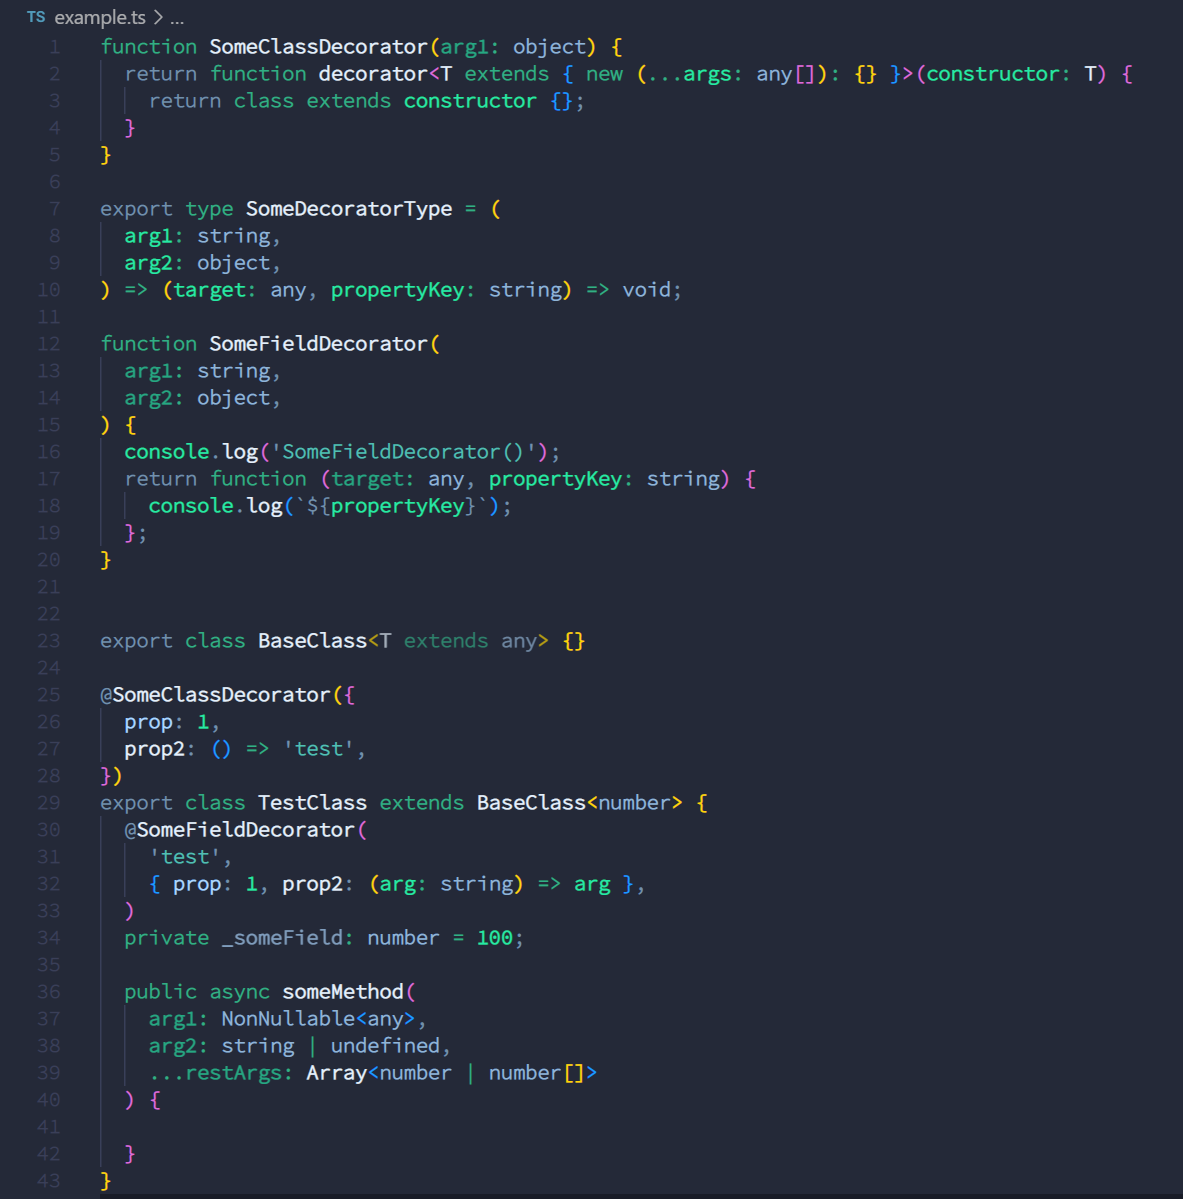 TS example.ts > ...
1 function SomeClassDecorator(arg1: object) {
2   return function decorator<T extends { new (...args: any[]): {} }>(constructor: T) {
3     return class extends constructor {};
4   }
5 }
6
7 export type SomeDecoratorType = (
8   arg1: string,
9   arg2: object,
10 ) => (target: any, propertyKey: string) => void;
11
12 function SomeFieldDecorator(
13   arg1: string,
14   arg2: object,
15 ) {
16   console.log('SomeFieldDecorator()');
17   return function (target: any, propertyKey: string) {
18     console.log(`${propertyKey}`);
19   };
20 }
21
22
23 export class BaseClass<T extends any> {}
24
25 @SomeClassDecorator({
26   prop: 1,
27   prop2: () => 'test',
28 })
29 export class TestClass extends BaseClass<number> {
30   @SomeFieldDecorator(
31     'test',
32     { prop: 1, prop2: (arg: string) => arg },
33   )
34   private _someField: number = 100;
35
36   public async someMethod(
37     arg1: NonNullable<any>,
38     arg2: string | undefined,
39     ...restArgs: Array<number | number[]>
40   ) {
41
42   }
43 }